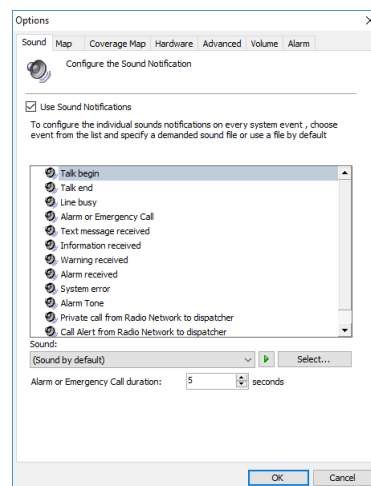 Options
Sound Map Coverage Map Hardware Advanced Volume Alarm
Configure the Sound Notification
Use Sound Notifications
To configure the individual sounds notifications on every system event , choose
event from the list and specify a demanded sound file or use a file by default
Talk begin
Talk end
Line busy
Alarm or Emergency Call
Text message received
Information received
Warning received
Alarm received
System error
Alarm Tone
Private call from Radio Network to dispatcher
Call Alert from Radio Network to dispatcher
Sound:
(Sound by default) Select...
Alarm or Emergency Call duration: 5 seconds
OK Cancel